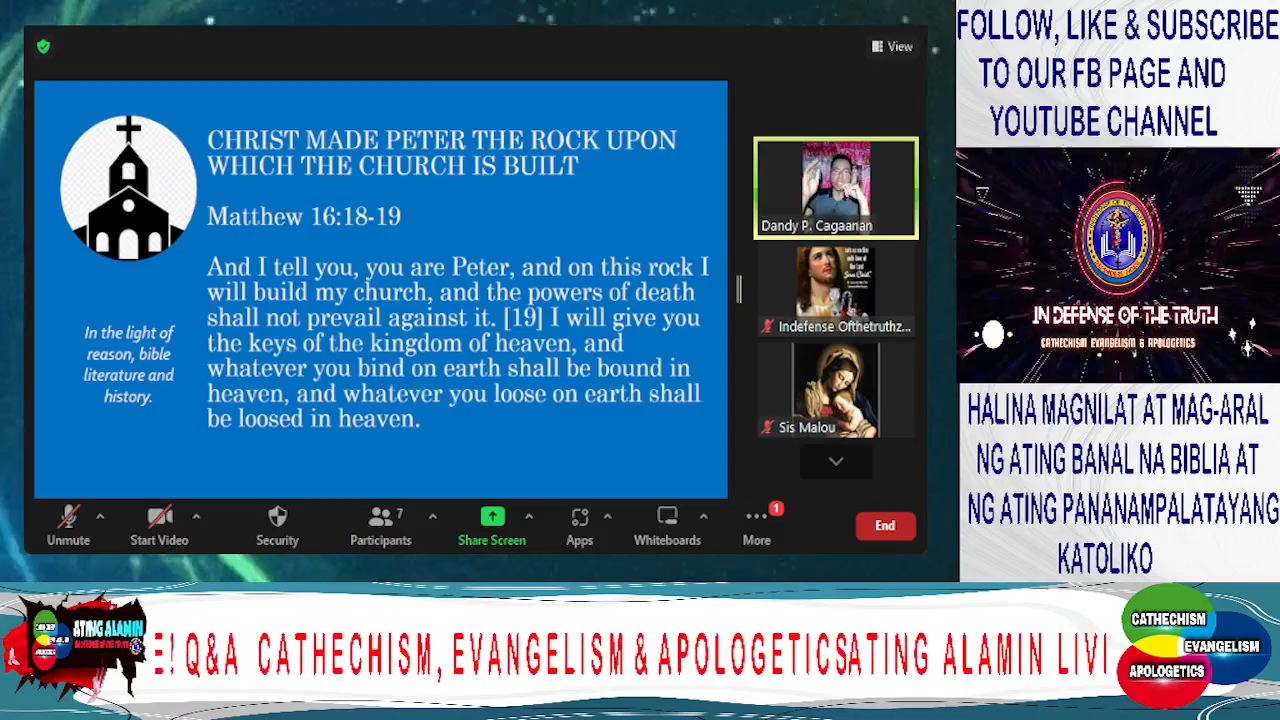 View
CHRIST MADE PETER THE ROCK UPON
WHICH THE CHURCH IS BUILT
Matthew 16:18-19
And I tell you, you are Peter, and on this rock I
will build my church, and the powers of death
shall not prevail against it. [19] I will give you
the keys of the kingdom of heaven, and
whatever you bind on earth shall be bound in
heaven, and whatever you loose on earth shall
be loosed in heaven.
In the light of
reason, bible
literature and
history.
Dandy P. Cagaanan
Indefense Ofthetruthz...
Sis Malou
Unmute
Start Video
Security
7
Participants
Share Screen
Apps
Whiteboards
1
More
End
FOLLOW, LIKE & SUBSCRIBE
TO OUR FB PAGE AND
YOUTUBE CHANNEL
IN DEFENSE OF THE TRUTH
CATHECHISM EVANGELISM & APOLOGETICS
HALINA MAGNILAT AT MAG-ARAL
NG ATING BANAL NA BIBLIA AT
NG ATING PANANAMPALATAYANG
KATOLIKO
ATING ALAMIN
E! Q&A CATHECHISM, EVANGELISM & APOLOGETICSATING ALAMIN LIVI
CATHECHISM
EVANGELISM
APOLOGETICS